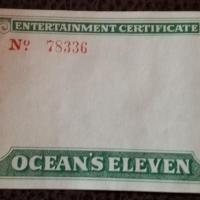 ENTERTAINMENT CERTIFICATE
Nº 78336
OCEAN'S ELEVEN